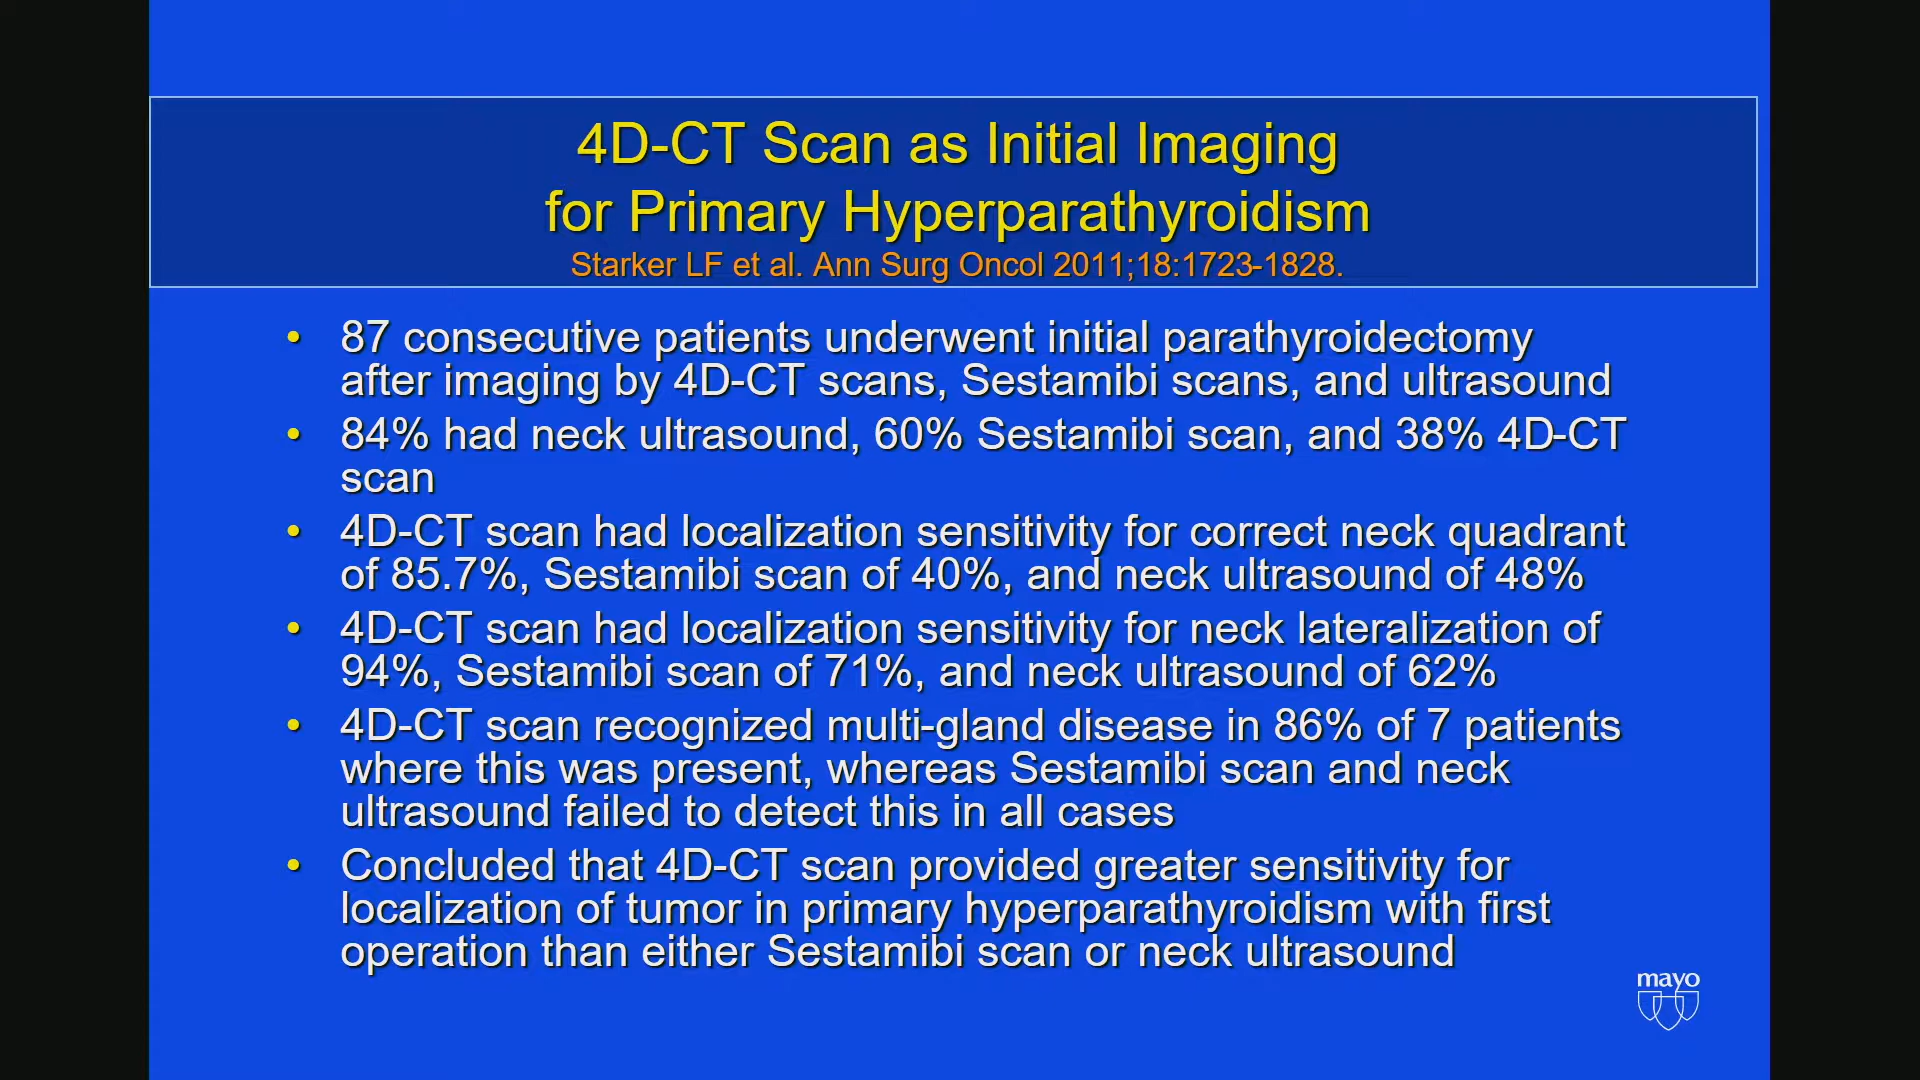 4D-CT Scan as Initial Imaging
for Primary Hyperparathyroidism
Starker LF et al. Ann Surg Oncol 2011;18:1723-1828.
• 87 consecutive patients underwent initial parathyroidectomy
after imaging by 4D-CT scans, Sestamibi scans, and ultrasound
• 84% had neck ultrasound, 60% Sestamibi scan, and 38% 4D-CT
scan
• 4D-CT scan had localization sensitivity for correct neck quadrant
of 85.7%, Sestamibi scan of 40%, and neck ultrasound of 48%
• 4D-CT scan had localization sensitivity for neck lateralization of
94%, Sestamibi scan of 71%, and neck ultrasound of 62%
• 4D-CT scan recognized multi-gland disease in 86% of 7 patients
where this was present, whereas Sestamibi scan and neck
ultrasound failed to detect this in all cases
• Concluded that 4D-CT scan provided greater sensitivity for
localization of tumor in primary hyperparathyroidism with first
operation than either Sestamibi scan or neck ultrasound
mayo